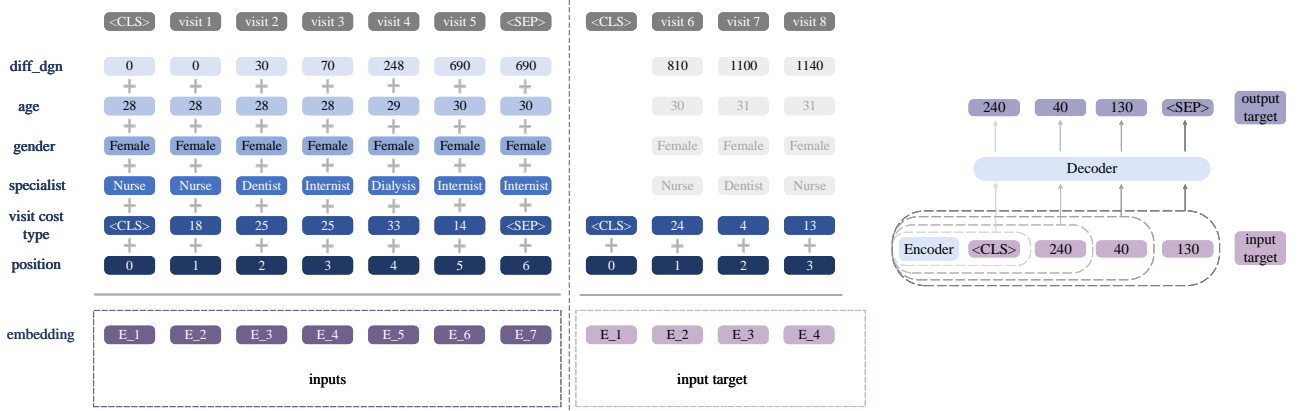 <CLS> visit 1 visit 2 visit 3 visit 4 visit 5 <SEP> <CLS> visit 6 visit 7 visit 8
diff_dgn 0 0 30 70 248 690 690 810 1100 1140
age 28 28 28 28 29 30 30 30 31 31
gender Female Female Female Female Female Female Female Female Female Female
specialist Nurse Nurse Dentist Internist Dialysis Internist Internist Nurse Dentist Nurse
visit cost
type <CLS> 18 25 25 33 14 <SEP> <CLS> 24 4 13
position 0 1 2 3 4 5 6 0 1 2 3
embedding E_1 E_2 E_3 E_4 E_5 E_6 E_7 E_1 E_2 E_3 E_4
inputs input target
240 40 130 <SEP> output
target
Decoder
Encoder <CLS> 240 40 130 input
target